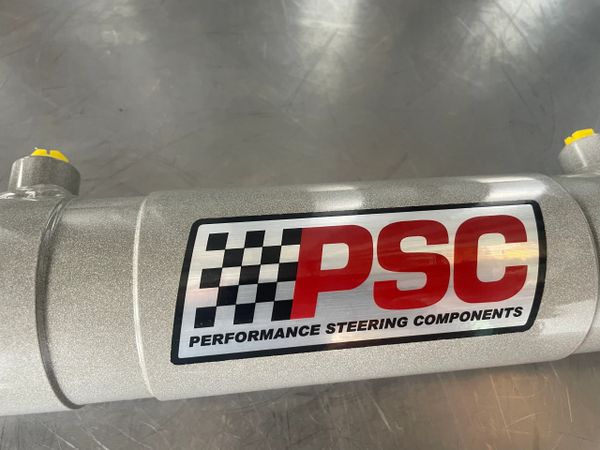 PSC
PERFORMANCE STEERING COMPONENTS